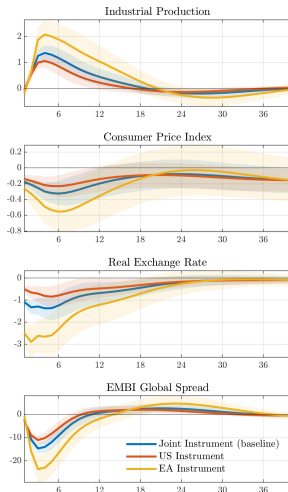 Industrial Production
2
1
0
6 12 18 24 30 36
Consumer Price Index
0.2
0
-0.2
-0.4
-0.6
-0.8
6 12 18 24 30 36
Real Exchange Rate
0
-1
-2
-3
6 12 18 24 30 36
EMBI Global Spread
0
-10
-20
Joint Instrument (baseline)
US Instrument
EA Instrument
6 12 18 24 30 36